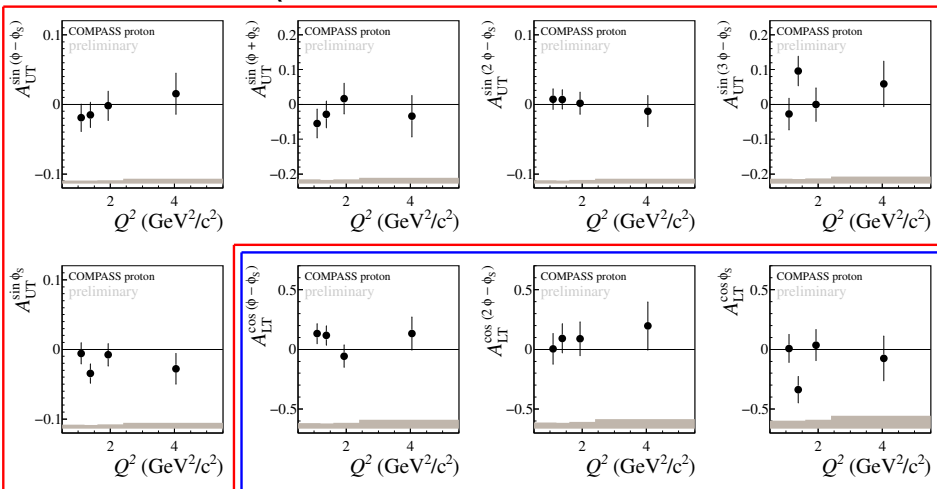 0.1
0
−0.1
A_UT^sin (ϕ − ϕ_S)
COMPASS proton
preliminary
2 4
Q² (GeV²/c²)
0.1
0
−0.1
−0.2
0.2
A_UT^sin (ϕ + ϕ_S)
COMPASS proton
preliminary
2 4
Q² (GeV²/c²)
0.1
0
−0.1
A_UT^sin (2 ϕ − ϕ_S)
COMPASS proton
preliminary
2 4
Q² (GeV²/c²)
0.2
0.1
0
−0.1
−0.2
A_UT^sin (3 ϕ − ϕ_S)
COMPASS proton
preliminary
2 4
Q² (GeV²/c²)
0.1
0
−0.1
A_UT^sin ϕ_S
COMPASS proton
preliminary
2 4
Q² (GeV²/c²)
0.5
0
−0.5
A_LT^cos (ϕ − ϕ_S)
COMPASS proton
preliminary
2 4
Q² (GeV²/c²)
0.5
0
−0.5
A_LT^cos (2 ϕ − ϕ_S)
COMPASS proton
preliminary
2 4
Q² (GeV²/c²)
0.5
0
−0.5
A_LT^cos ϕ_S
COMPASS proton
preliminary
2 4
Q² (GeV²/c²)